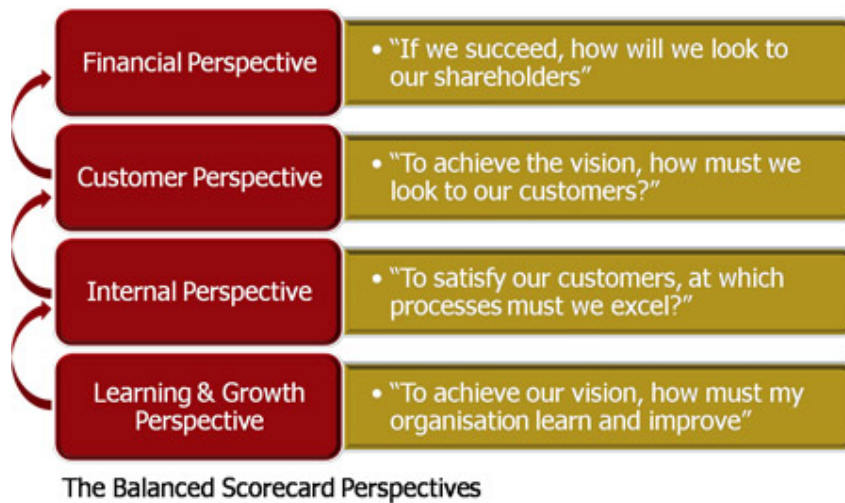 Financial Perspective
• “If we succeed, how will we look to
our shareholders”
Customer Perspective
• “To achieve the vision, how must we
look to our customers?”
Internal Perspective
• “To satisfy our customers, at which
processes must we excel?”
Learning & Growth
Perspective
• “To achieve our vision, how must my
organisation learn and improve”
The Balanced Scorecard Perspectives